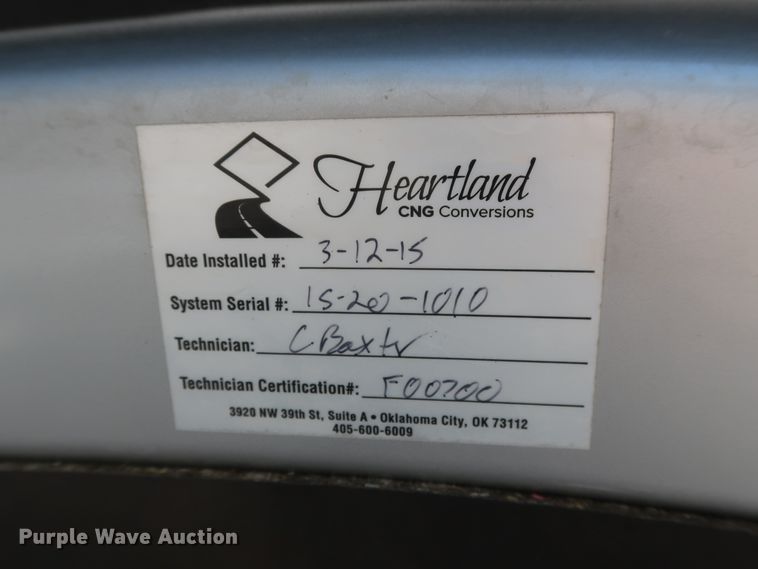 Heartland
CNG Conversions
Date Installed #: 3-12-15
System Serial #: 15-20-1010
Technician: C Baxter
Technician Certification#: F00700
3920 NW 39th St, Suite A • Oklahoma City, OK 73112
405-600-6009
Purple Wave Auction